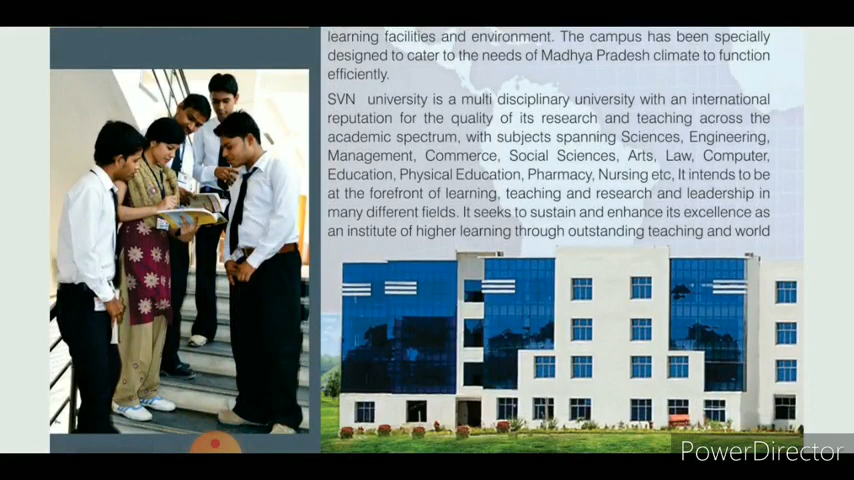 learning facilities and environment. The campus has been specially
designed to cater to the needs of Madhya Pradesh climate to function
efficiently.
SVN university is a multi disciplinary university with an international
reputation for the quality of its research and teaching across the
academic spectrum, with subjects spanning Sciences, Engineering,
Management, Commerce, Social Sciences, Arts, Law, Computer,
Education, Physical Education, Pharmacy, Nursing etc, It intends to be
at the forefront of learning, teaching and research and leadership in
many different fields. It seeks to sustain and enhance its excellence as
an institute of higher learning through outstanding teaching and world
PowerDirector